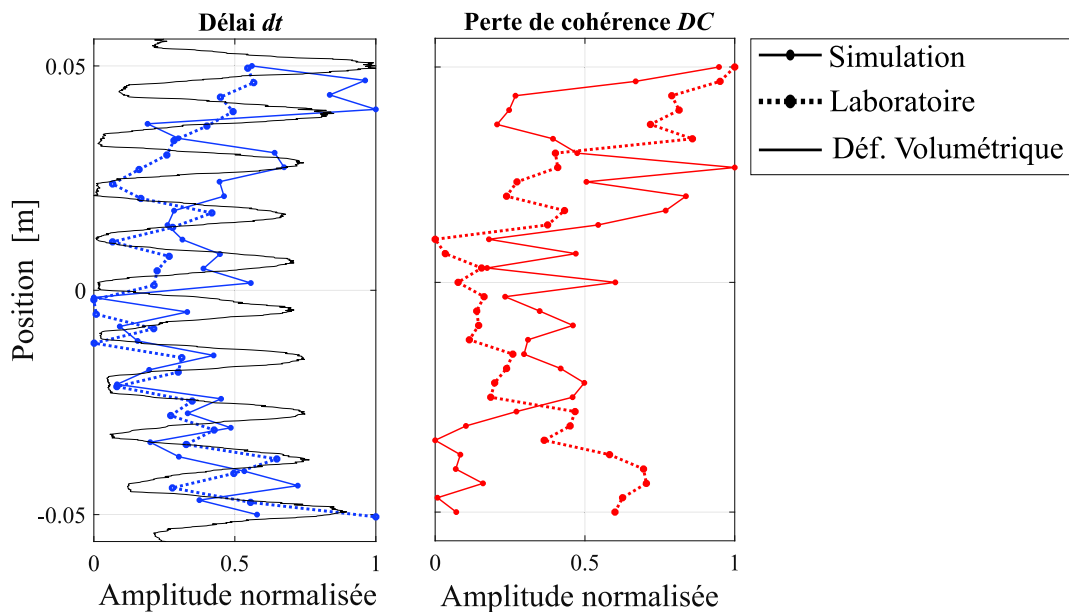 Délai dt
Perte de cohérence DC
Simulation
Laboratoire
Déf. Volumétrique
Position [m]
0.05
0
-0.05
0 0.5 1
0 0.5 1
Amplitude normalisée
Amplitude normalisée